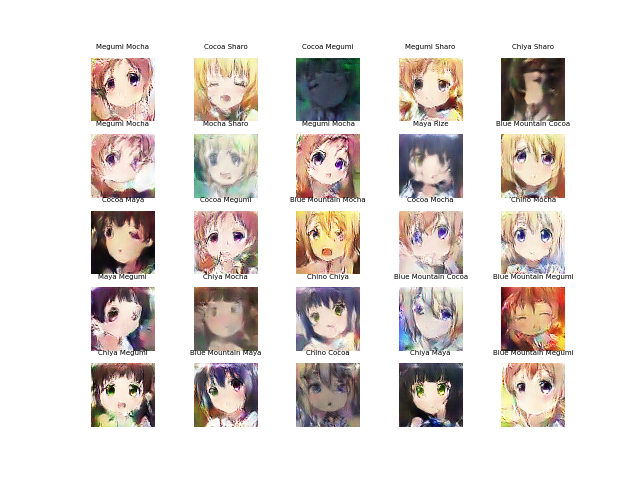 Megumi Mocha Cocoa Sharo Cocoa Megumi Megumi Sharo Chiya Sharo
Megumi Mocha Mocha Sharo Megumi Mocha Maya Rize Blue Mountain Cocoa
Cocoa Maya Cocoa Megumi Blue Mountain Mocha Cocoa Mocha Chino Mocha
Maya Megumi Chiya Mocha Chino Chiya Blue Mountain Cocoa Blue Mountain Megumi
Chiya Megumi Blue Mountain Maya Chino Cocoa Chiya Maya Blue Mountain Megumi